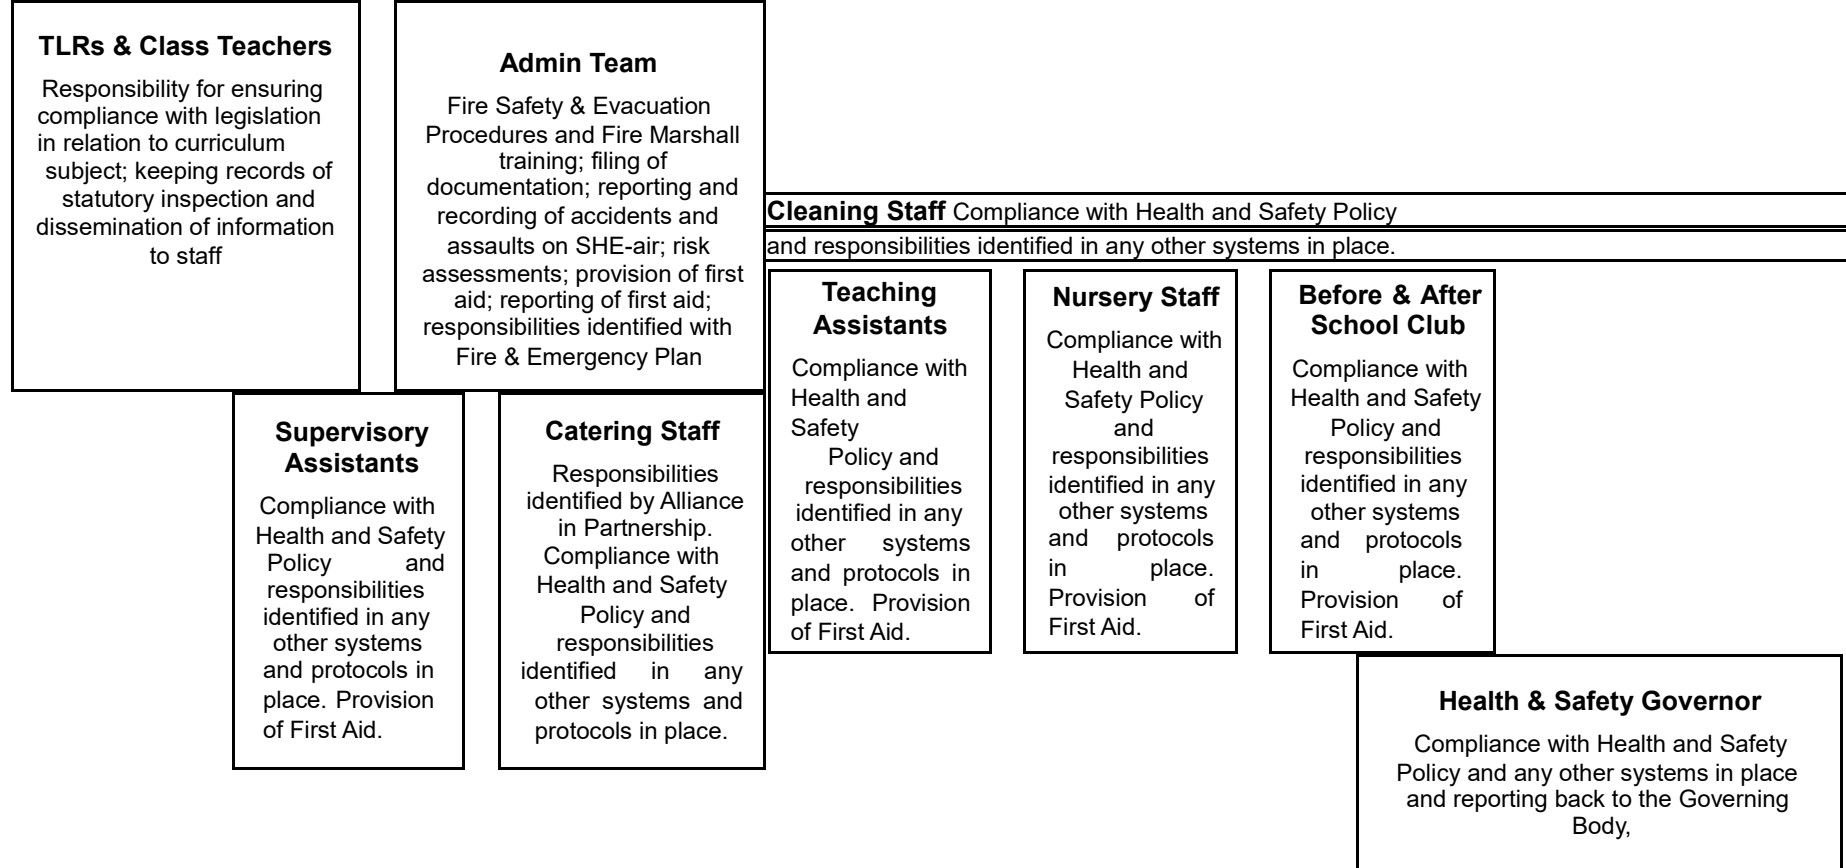 TLRs & Class Teachers
Responsibility for ensuring
compliance with legislation
in relation to curriculum
subject; keeping records of
statutory inspection and
dissemination of information
to staff
Admin Team
Fire Safety & Evacuation
Procedures and Fire Marshall
training; filing of
documentation; reporting and
recording of accidents and
assaults on SHE-air; risk
assessments; provision of first
aid; reporting of first aid;
responsibilities identified with
Fire & Emergency Plan
Cleaning Staff Compliance with Health and Safety Policy
and responsibilities identified in any other systems in place.
Supervisory
Assistants
Compliance with
Health and Safety
Policy and
responsibilities
identified in any
other systems
and protocols in
place. Provision
of First Aid.
Catering Staff
Responsibilities
identified by Alliance
in Partnership.
Compliance with
Health and Safety
Policy and
responsibilities
identified in any
other systems and
protocols in place.
Teaching
Assistants
Compliance with
Health and
Safety
Policy and
responsibilities
identified in any
other systems
and protocols in
place. Provision
of First Aid.
Nursery Staff
Compliance with
Health and
Safety Policy
and
responsibilities
identified in any
other systems
and protocols
in place.
Provision of
First Aid.
Before & After
School Club
Compliance with
Health and Safety
Policy and
responsibilities
identified in any
other systems
and protocols
in place.
Provision of
First Aid.
Health & Safety Governor
Compliance with Health and Safety
Policy and any other systems in place
and reporting back to the Governing
Body,